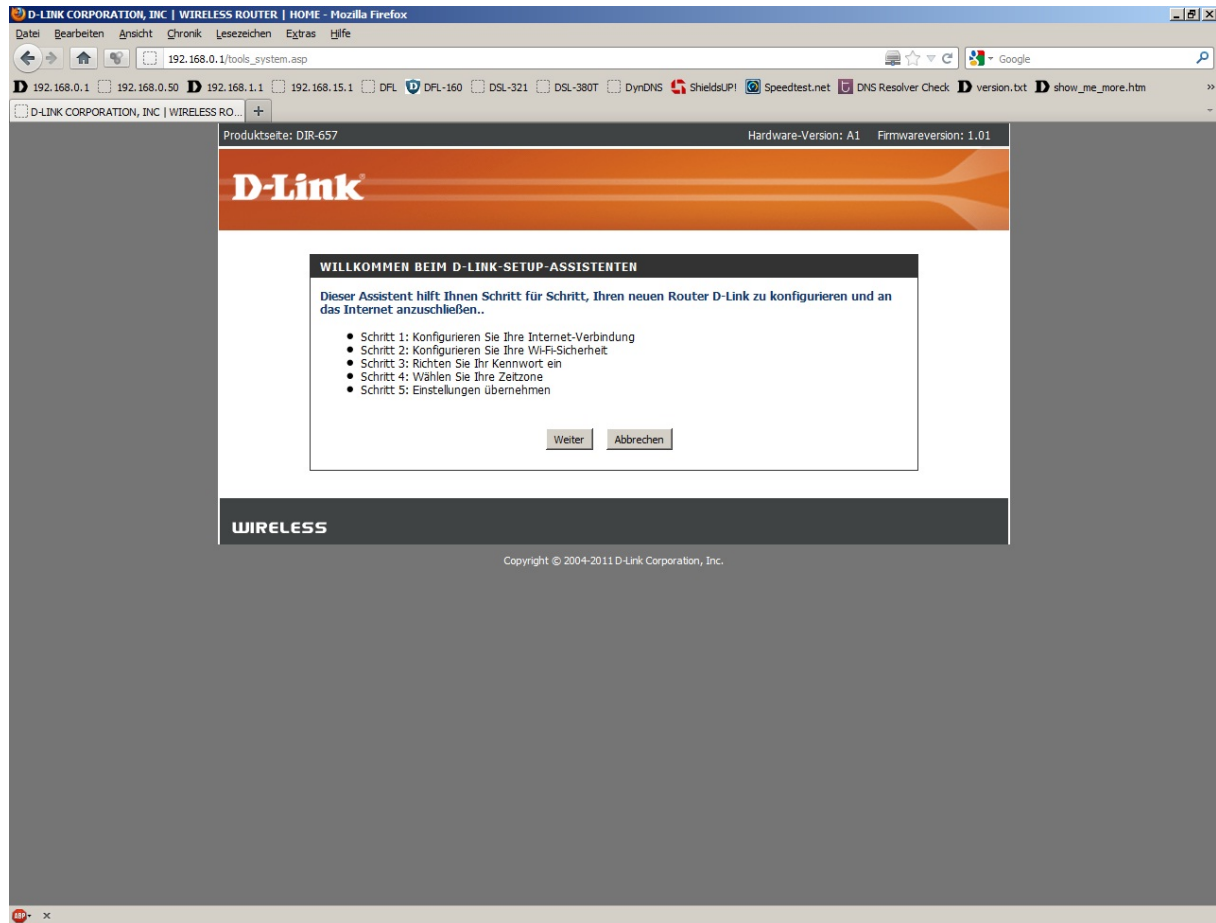 D-LINK CORPORATION, INC | WIRELESS ROUTER | HOME - Mozilla Firefox
Datei Bearbeiten Ansicht Chronik Lesezeichen Extras Hilfe
192.168.0.1/tools_system.asp
Google
192.168.0.1 192.168.0.50 192.168.1.1 192.168.15.1 DFL DFL-160 DSL-321 DSL-380T DynDNS ShieldsUP! Speedtest.net DNS Resolver Check version.txt show_me_more.htm »
D-LINK CORPORATION, INC | WIRELESS RO... +
Produktseite: DIR-657 Hardware-Version: A1 Firmwareversion: 1.01
D-Link
WILLKOMMEN BEIM D-LINK-SETUP-ASSISTENTEN
Dieser Assistent hilft Ihnen Schritt für Schritt, Ihren neuen Router D-Link zu konfigurieren und an
das Internet anzuschließen..
• Schritt 1: Konfigurieren Sie Ihre Internet-Verbindung
• Schritt 2: Konfigurieren Sie Ihre Wi-Fi-Sicherheit
• Schritt 3: Richten Sie Ihr Kennwort ein
• Schritt 4: Wählen Sie Ihre Zeitzone
• Schritt 5: Einstellungen übernehmen
Weiter Abbrechen
WIRELESS
Copyright © 2004-2011 D-Link Corporation, Inc.
ABP x